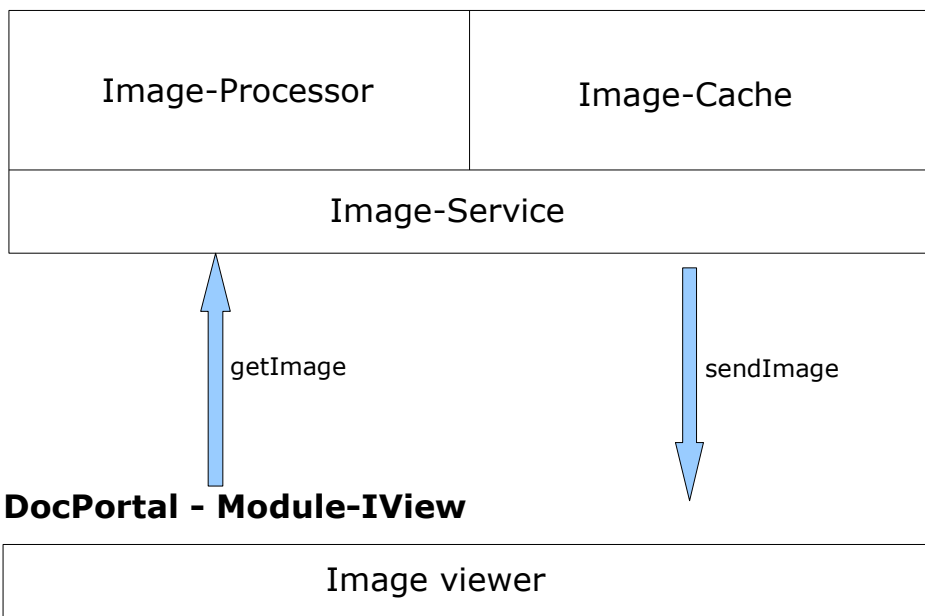 Image-Processor
Image-Cache
Image-Service
getImage
sendImage
DocPortal - Module-IView
Image viewer